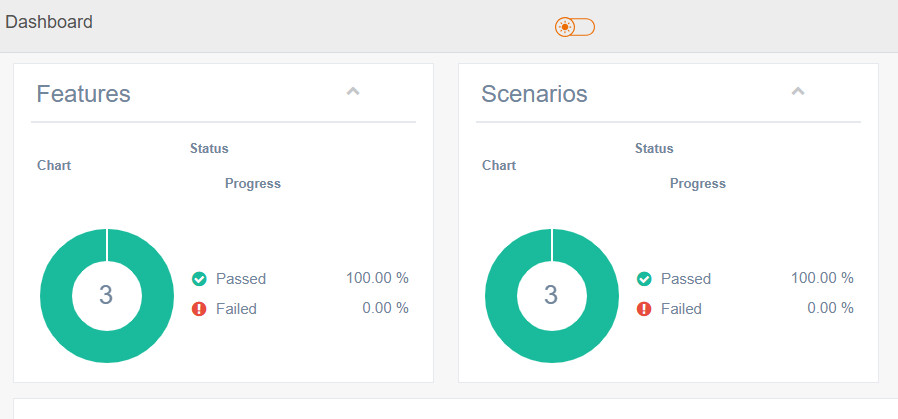 Dashboard
Features
Status
Chart
Progress
3
Passed 100.00 %
Failed 0.00 %
Scenarios
Status
Chart
Progress
3
Passed 100.00 %
Failed 0.00 %